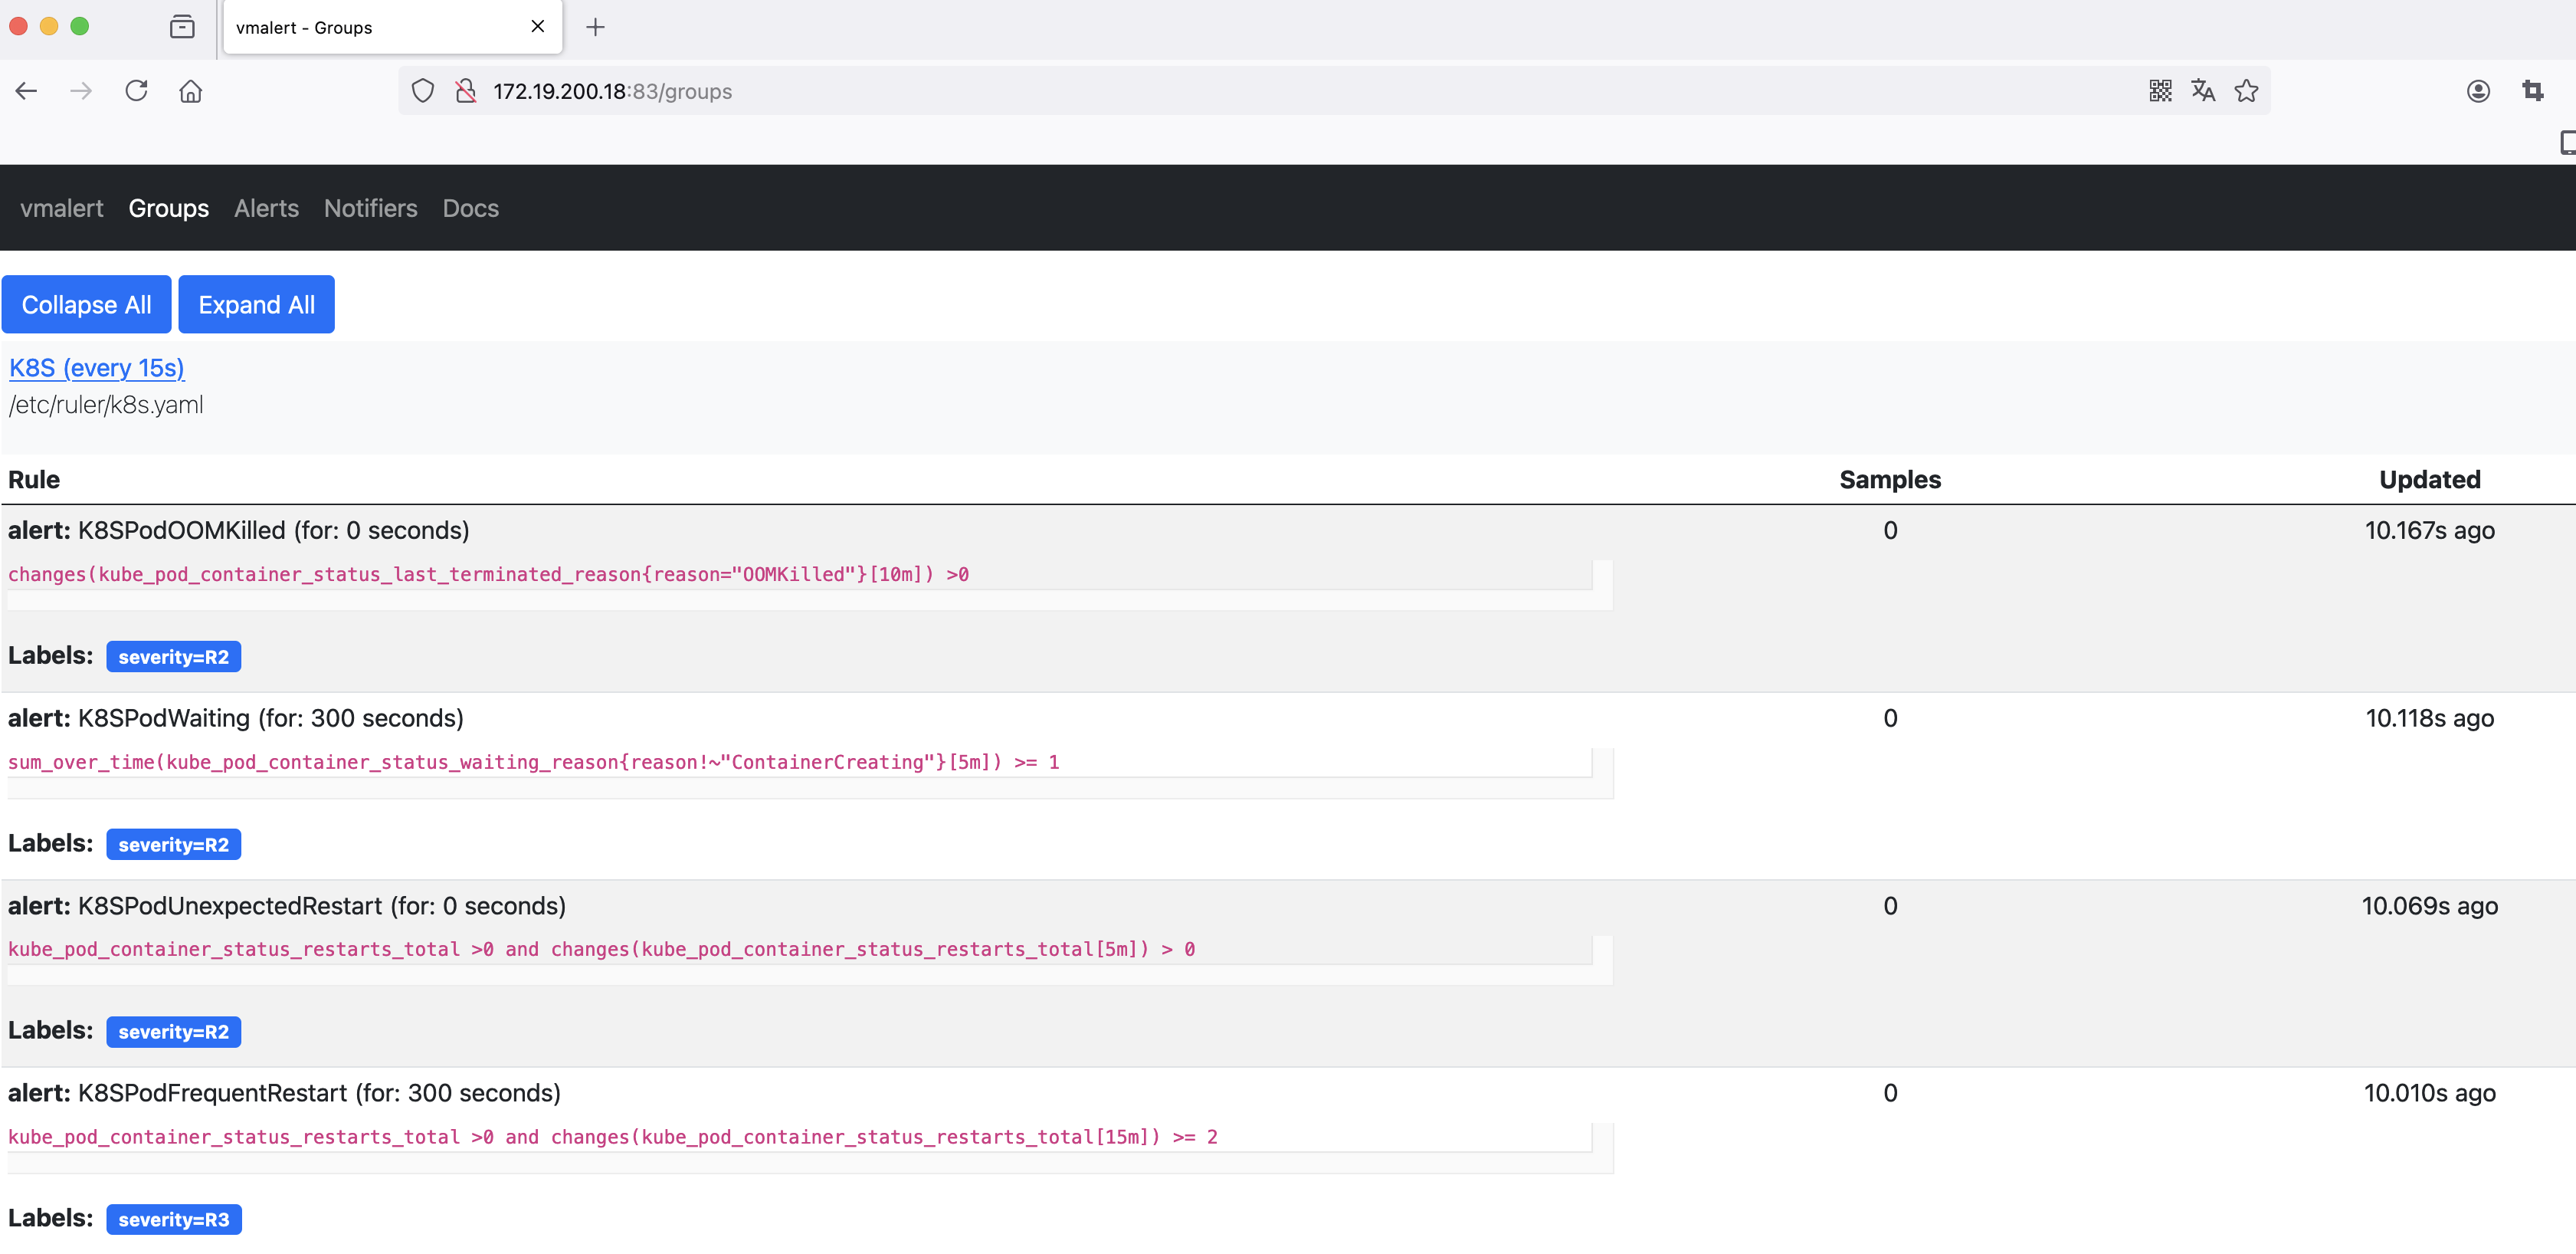 vmalert - Groups
172.19.200.18:83/groups
vmalert Groups Alerts Notifiers Docs
Collapse All Expand All
K8S (every 15s)
/etc/ruler/k8s.yaml
Rule Samples Updated
alert: K8SPodOOMKilled (for: 0 seconds) 0 10.167s ago
changes(kube_pod_container_status_last_terminated_reason{reason="OOMKilled"}[10m]) >0
Labels: severity=R2
alert: K8SPodWaiting (for: 300 seconds) 0 10.118s ago
sum_over_time(kube_pod_container_status_waiting_reason{reason!~"ContainerCreating"}[5m]) >= 1
Labels: severity=R2
alert: K8SPodUnexpectedRestart (for: 0 seconds) 0 10.069s ago
kube_pod_container_status_restarts_total >0 and changes(kube_pod_container_status_restarts_total[5m]) > 0
Labels: severity=R2
alert: K8SPodFrequentRestart (for: 300 seconds) 0 10.010s ago
kube_pod_container_status_restarts_total >0 and changes(kube_pod_container_status_restarts_total[15m]) >= 2
Labels: severity=R3